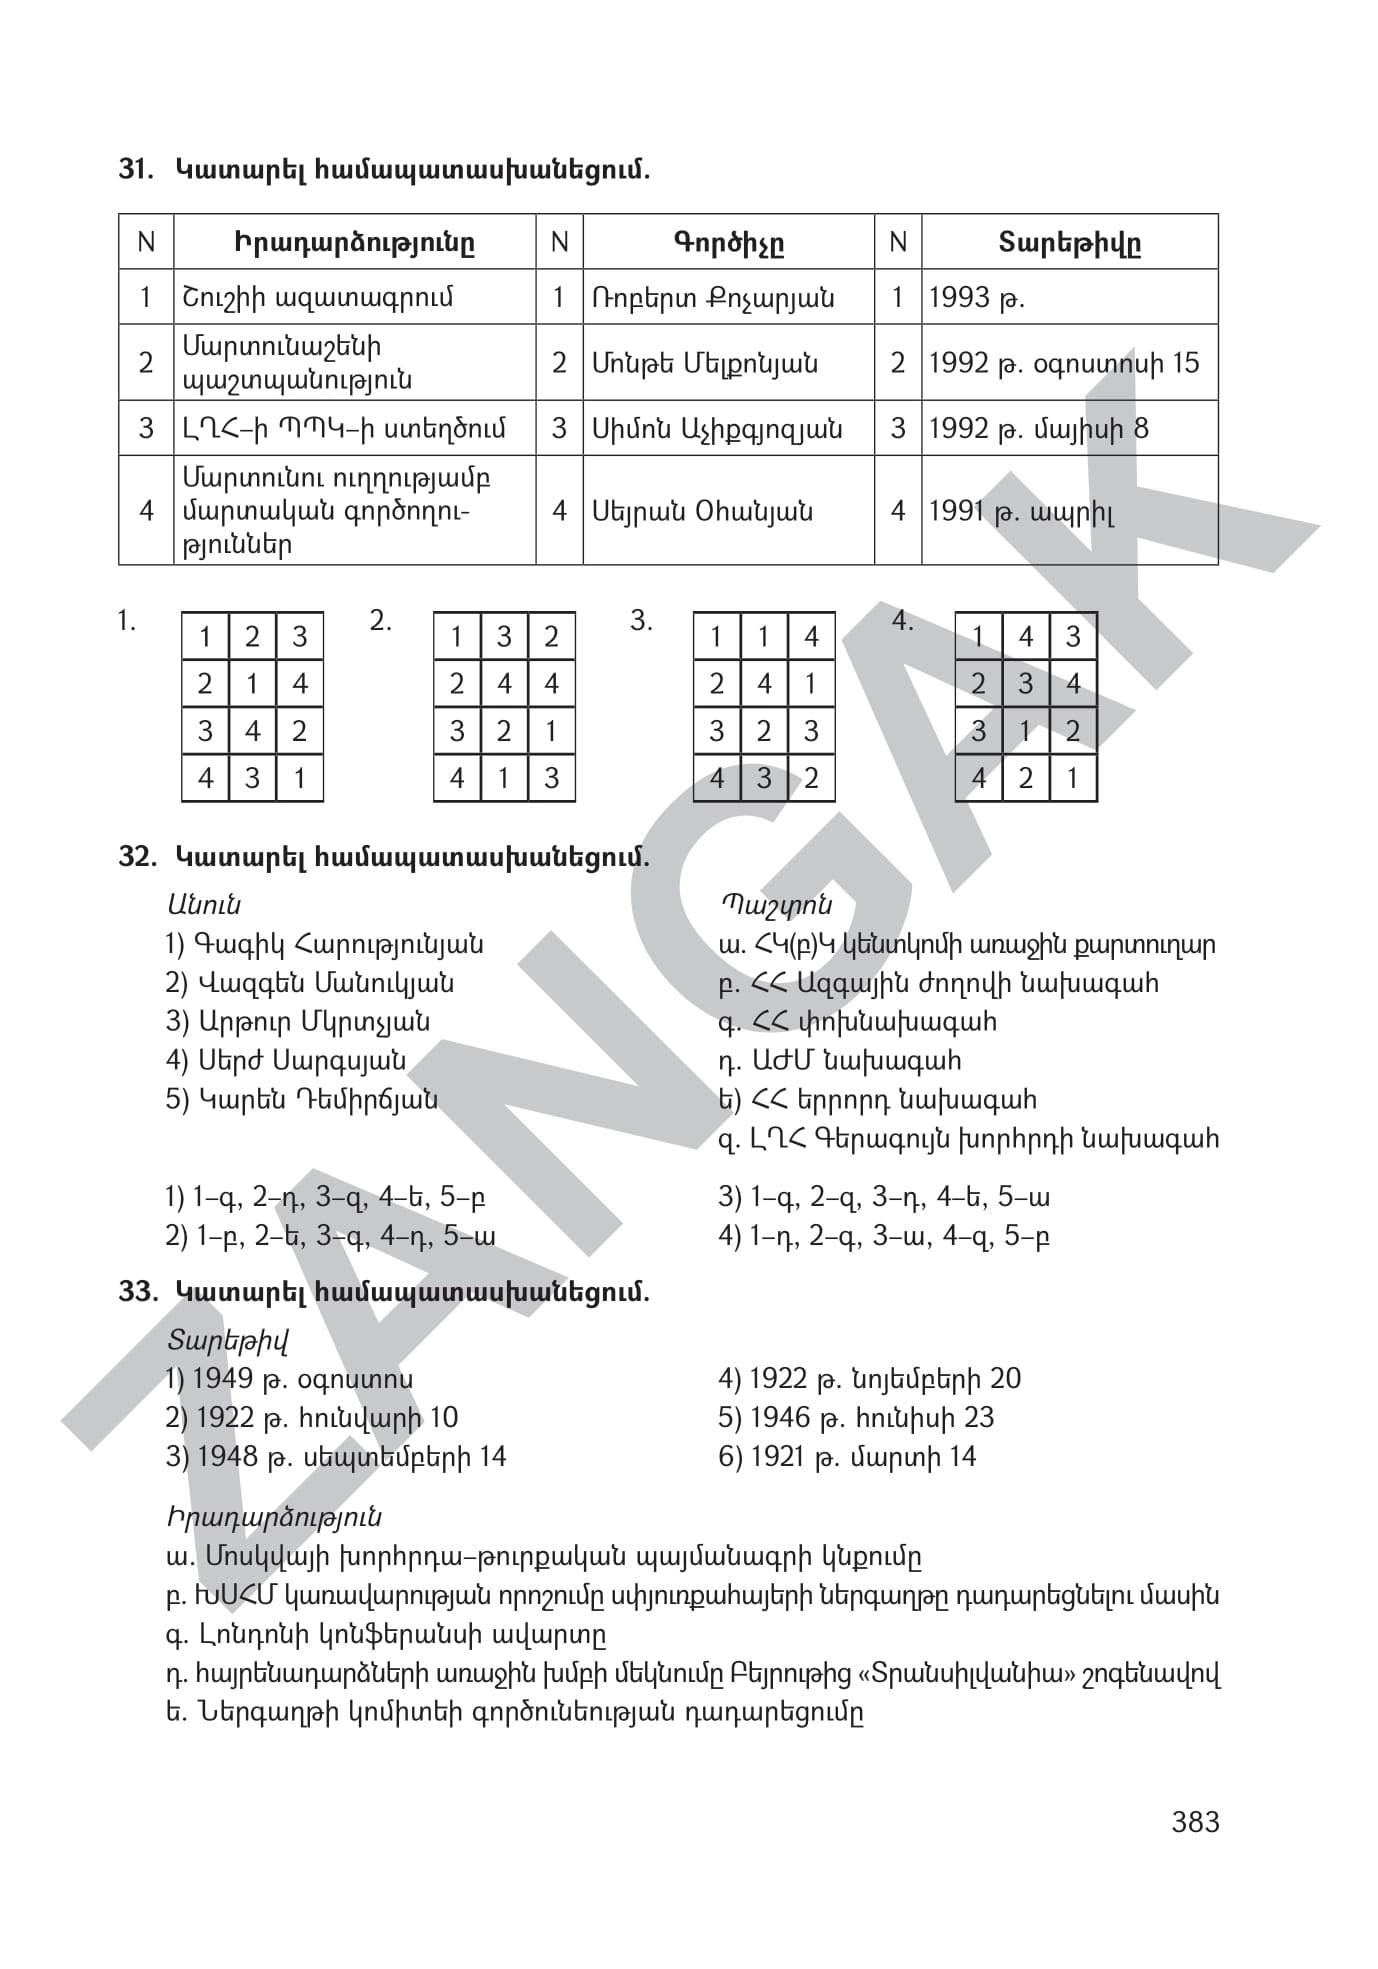 31. Կատարել համապատասխանեցում.
N Իրադարձությունը N Գործիչը N Տարեթիվը
1 Շուշիի ազատագրում 1 Ռոբերտ Քոչարյան 1 1993 թ.
2 Մարտունաշենի պաշտպանություն 2 Մոնթե Մելքոնյան 2 1992 թ. օգոստոսի 15
3 ԼՂՀ–ի ՊՊԿ–ի ստեղծում 3 Սիմոն Աչիքգյոզյան 3 1992 թ. մայիսի 8
4 Մարտունու ուղղությամբ մարտական գործողու-թյուններ 4 Սեյրան Օհանյան 4 1991 թ. ապրիլ
1. 2. 3. 4.
1 2 3 1 3 2 1 1 4 1 4 3
2 1 4 2 4 4 2 4 1 2 3 4
3 4 2 3 2 1 3 2 3 3 1 2
4 3 1 4 1 3 4 3 2 4 2 1
32. Կատարել համապատասխանեցում.
Անուն Պաշտոն
1) Գագիկ Հարությունյան ա. ՀԿ(բ)Կ կենտկոմի առաջին քարտուղար
2) Վազգեն Մանուկյան բ. ՀՀ Ազգային ժողովի նախագահ
3) Արթուր Մկրտչյան գ. ՀՀ փոխնախագահ
4) Սերժ Սարգսյան դ. ԱԺՄ նախագահ
5) Կարեն Դեմիրճյան ե) ՀՀ երրորդ նախագահ
զ. ԼՂՀ Գերագույն խորհրդի նախագահ
1) 1–գ, 2–դ, 3–զ, 4–ե, 5–բ 3) 1–գ, 2–զ, 3–դ, 4–ե, 5–ա
2) 1–բ, 2–ե, 3–գ, 4–դ, 5–ա 4) 1–դ, 2–գ, 3–ա, 4–զ, 5–բ
33. Կատարել համապատասխանեցում.
Տարեթիվ
1) 1949 թ. օգոստոս 4) 1922 թ. նոյեմբերի 20
2) 1922 թ. հունվարի 10 5) 1946 թ. հունիսի 23
3) 1948 թ. սեպտեմբերի 14 6) 1921 թ. մարտի 14
Իրադարձություն
ա. Մոսկվայի խորհրդա–թուրքական պայմանագրի կնքումը
բ. ԽՍՀՄ կառավարության որոշումը սփյուռքահայերի ներգաղթը դադարեցնելու մասին
գ. Լոնդոնի կոնֆերանսի ավարտը
դ. հայրենադարձների առաջին խմբի մեկնումը Բեյրութից «Տրանսիլվանիա» շոգենավով
ե. Ներգաղթի կոմիտեի գործունեության դադարեցումը
383
ZANGAK